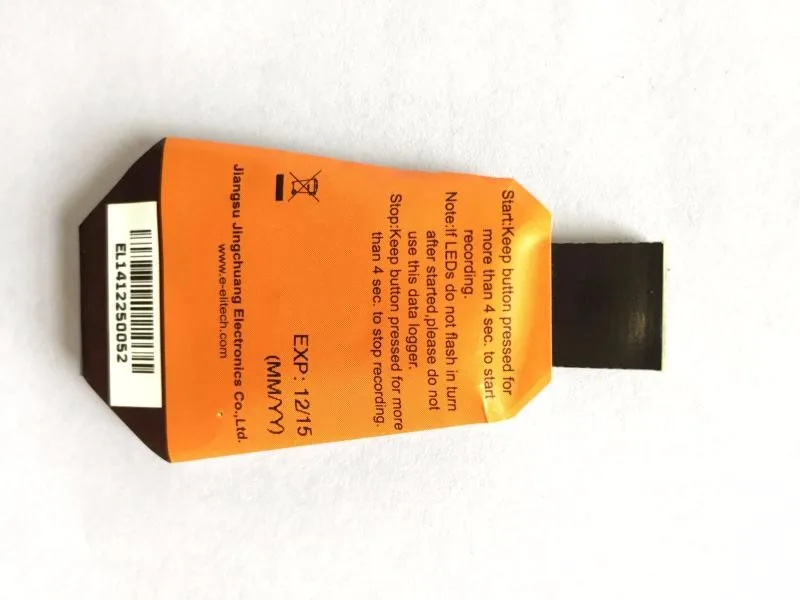 Start:Keep button pressed for
more than 4 sec. to start
recording.
Note:If LEDs do not flash in turn
after started,please do not
use this data logger.
Stop:Keep button pressed for more
than 4 sec. to stop recording.
EXP: 12/15
(MM/YY)
Jiangsu Jingchuang Electronics Co.,Ltd.
www.e-elitech.com
EL1412250052